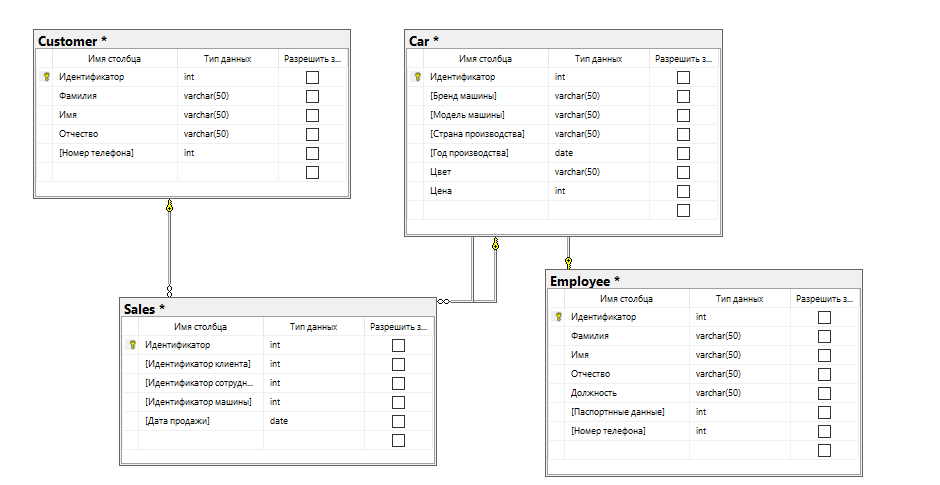 Customer *
Имя столбца Тип данных Разрешить з...
Идентификатор int
Фамилия varchar(50)
Имя varchar(50)
Отчество varchar(50)
[Номер телефона] int
Car *
Имя столбца Тип данных Разрешить з...
Идентификатор int
[Бренд машины] varchar(50)
[Модель машины] varchar(50)
[Страна производства] varchar(50)
[Год производства] date
Цвет varchar(50)
Цена int
Sales *
Имя столбца Тип данных Разрешить з...
Идентификатор int
[Идентификатор клиента] int
[Идентификатор сотрудн... int
[Идентификатор машины] int
[Дата продажи] date
Employee *
Имя столбца Тип данных Разрешить з...
Идентификатор int
Фамилия varchar(50)
Имя varchar(50)
Отчество varchar(50)
Должность varchar(50)
[Паспортнные данные] int
[Номер телефона] int